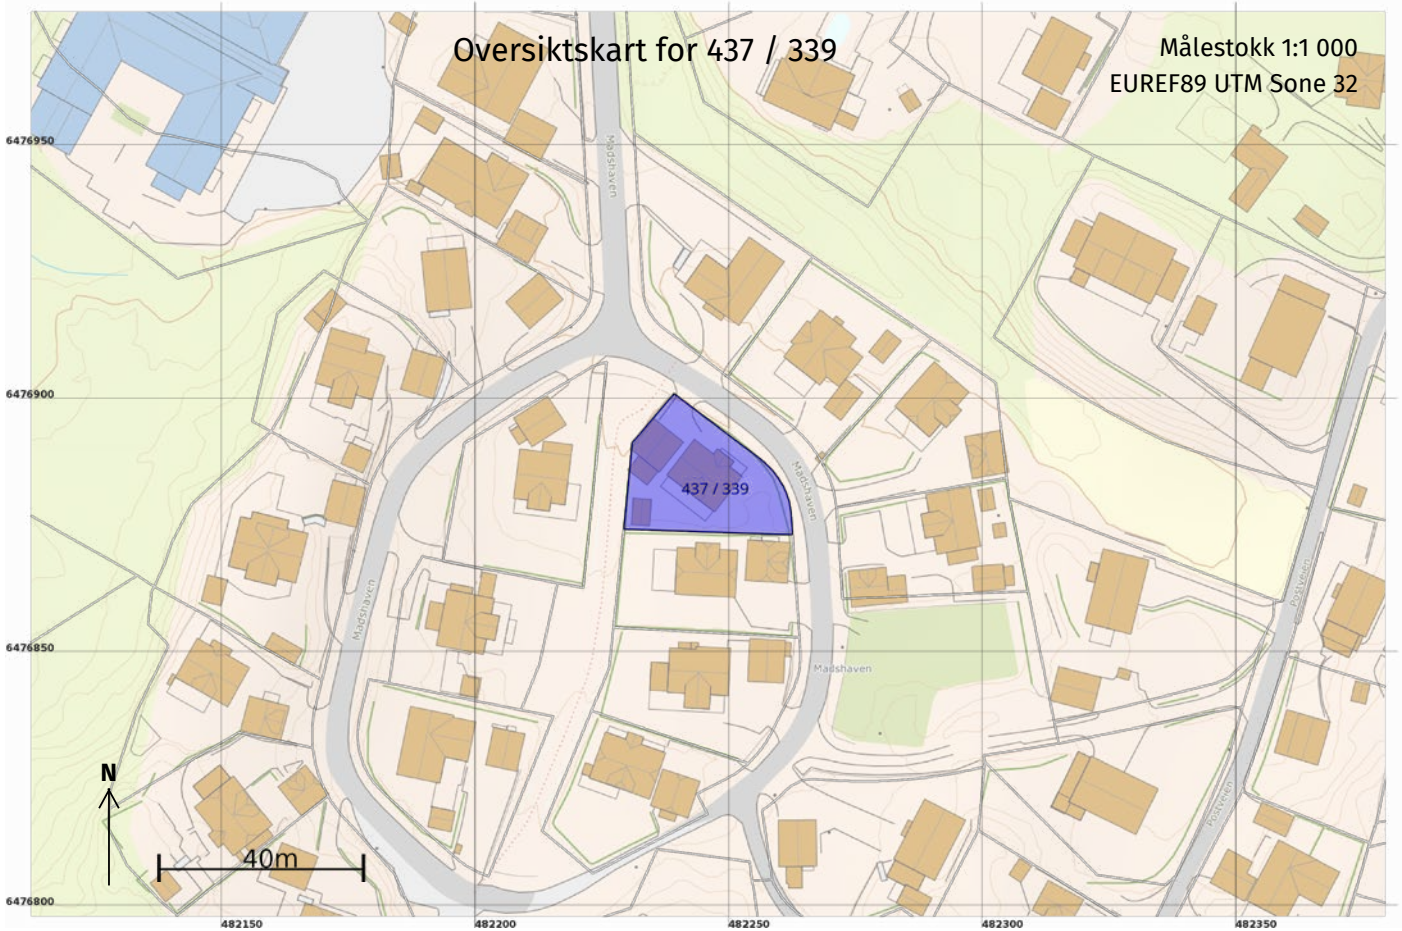 Oversiktskart for 437 / 339
Målestokk 1:1 000
EUREF89 UTM Sone 32
6476950
Madshaven
6476900
437 / 339
Madshaven
Postveien
Madshaven
6476850
Madshaven
N
Postveien
40m
6476800
482150
482200
482250
482300
482350